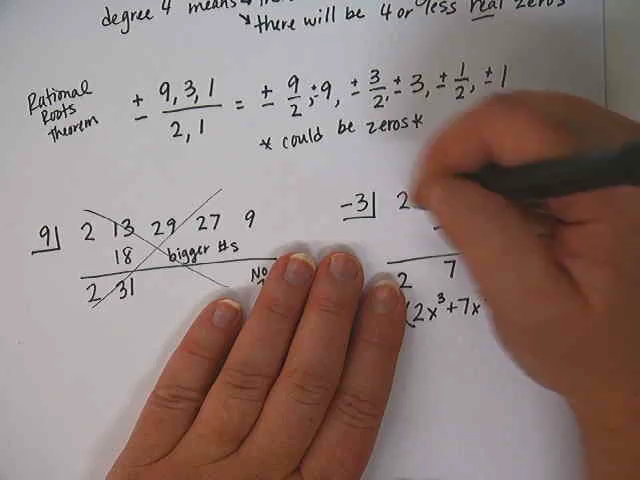 degree 4 means
there will be 4 or less real zeros
Rational Roots theorem
± 9, 3, 1 / 2, 1 = ± 9/2, ±9, ± 3/2, ± 3, ± 1/2, ± 1
* could be zeros *
9| 2 13 29 27 9
18 bigger #s
2 31 No
-3| 2
2 7
(2x³+7x